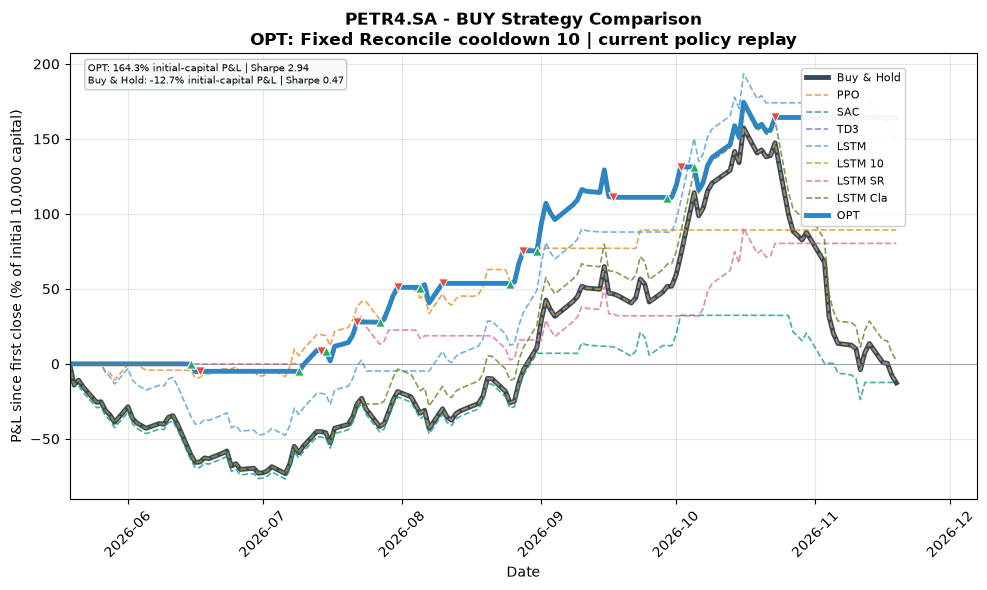 PETR4.SA - BUY Strategy Comparison
OPT: Fixed Reconcile cooldown 10 | current policy replay
OPT: 164.3% initial-capital P&L | Sharpe 2.94
Buy & Hold: -12.7% initial-capital P&L | Sharpe 0.47
Buy & Hold
PPO
SAC
TD3
LSTM
LSTM 10
LSTM SR
LSTM Cla
OPT
P&L since first close (% of initial 10,000 capital)
200
150
100
50
0
−50
2026-06
2026-07
2026-08
2026-09
2026-10
2026-11
2026-12
Date